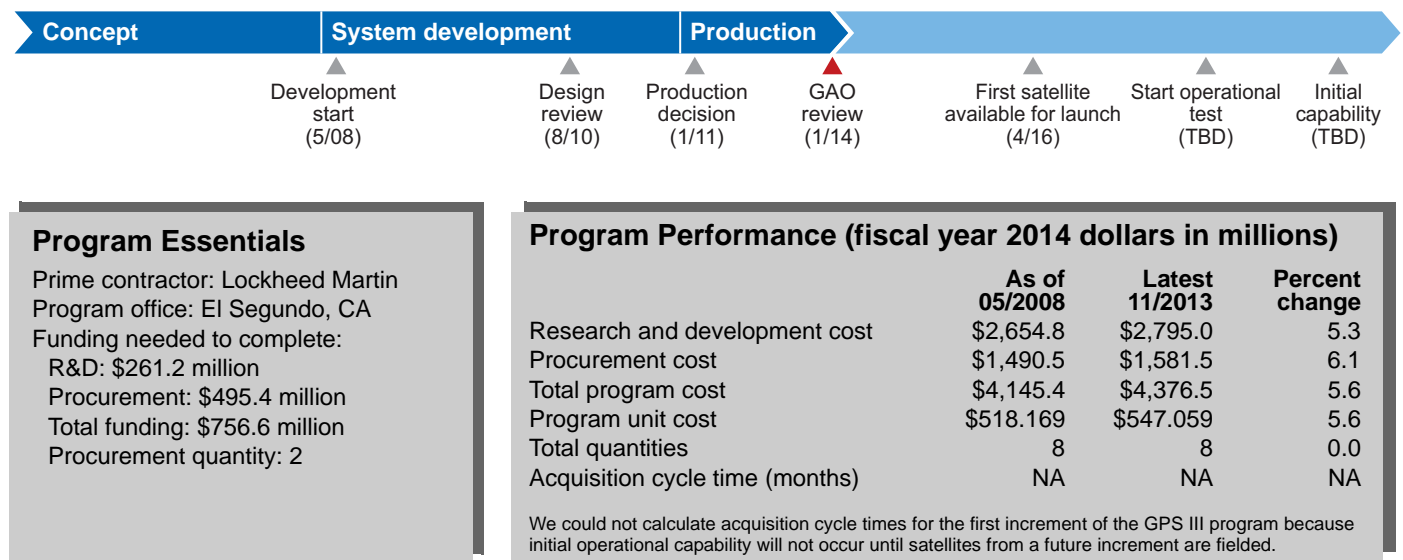 Concept
System development
Production
Development
start
(5/08)
Design
review
(8/10)
Production
decision
(1/11)
GAO
review
(1/14)
First satellite
available for launch
(4/16)
Start operational
test
(TBD)
Initial
capability
(TBD)
Program Essentials
Prime contractor: Lockheed Martin
Program office: El Segundo, CA
Funding needed to complete:
R&D: $261.2 million
Procurement: $495.4 million
Total funding: $756.6 million
Procurement quantity: 2
Program Performance (fiscal year 2014 dollars in millions)
As of Latest Percent
05/2008 11/2013 change
Research and development cost $2,654.8 $2,795.0 5.3
Procurement cost $1,490.5 $1,581.5 6.1
Total program cost $4,145.4 $4,376.5 5.6
Program unit cost $518.169 $547.059 5.6
Total quantities 8 8 0.0
Acquisition cycle time (months) NA NA NA
We could not calculate acquisition cycle times for the first increment of the GPS III program because
initial operational capability will not occur until satellites from a future increment are fielded.